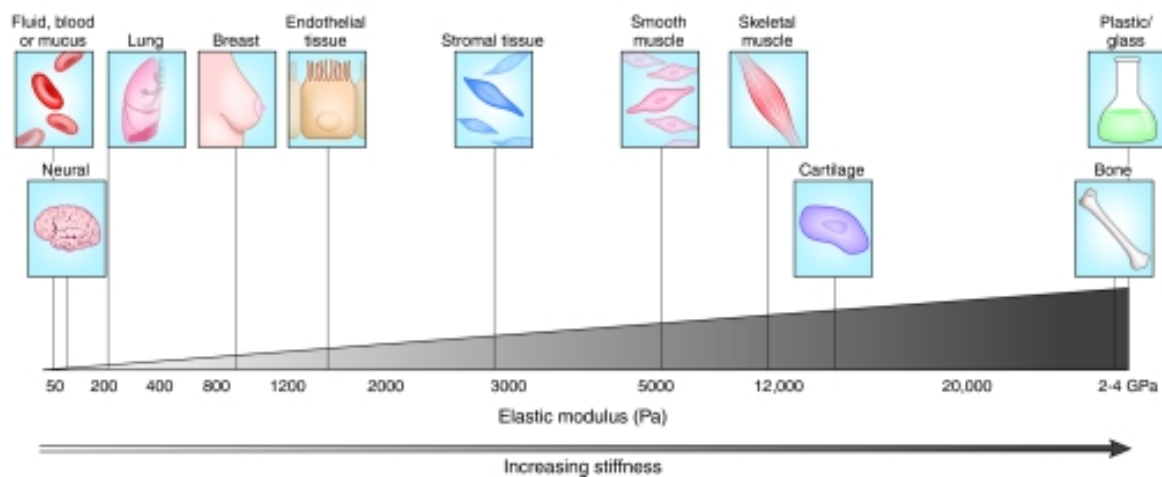 Fluid, blood
or mucus
Lung
Breast
Endothelial
tissue
Stromal tissue
Smooth
muscle
Skeletal
muscle
Plastic/
glass
Neural
Cartilage
Bone
50 200 400 800 1200 2000 3000 5000 12,000 20,000 2-4 GPa
Elastic modulus (Pa)
Increasing stiffness